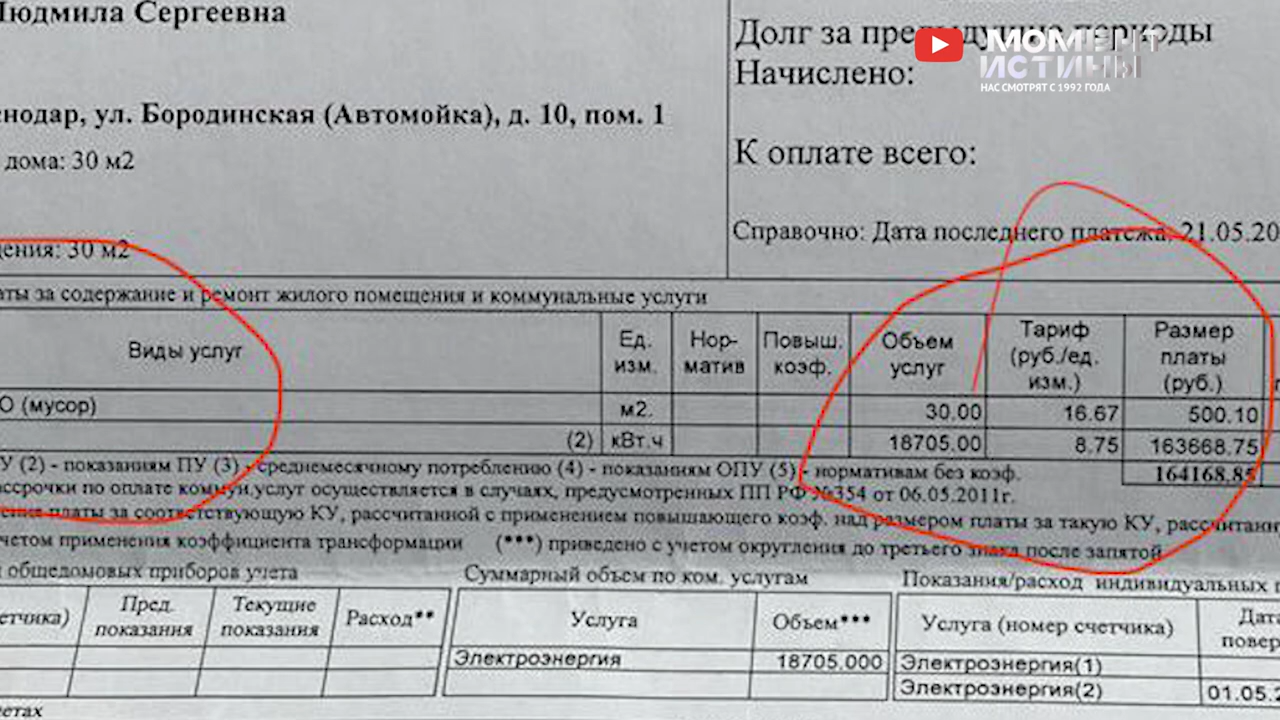 Людмила Сергеевна
Долг за предыдущие периоды
Начислено:
МОМЕНТ
ИСТИНЫ
НАС СМОТРЯТ С 1992 ГОДА
нодар, ул. Бородинская (Автомойка), д. 10, пом. 1
дома: 30 м2
К оплате всего:
Справочно: Дата последнего платежа: 21.05.20
ения: 30 м2
аты за содержание и ремонт жилого помещения и коммунальные услуги
Виды услуг
Ед. изм.
Нор- матив
Повыш. коэф.
Объем услуг
Тариф (руб./ед. изм.)
Размер платы (руб.)
О (мусор) м2. 30.00 16.67 500.10
(2) кВт.ч 18705.00 8.75 163668.75
У (2) - показаниям ПУ (3) - среднемесячному потреблению (4) - показаниям ОПУ (5) - нормативам без коэф. 164168.85
ссрочки по оплате коммун.услуг осуществляется в случаях, предусмотренных ПП РФ №354 от 06.05.2011г.
ение платы за соответствующую КУ, рассчитанной с применением повышающего коэф. над размером платы за такую КУ, рассчитанн
четом применения коэффициента трансформации (***) приведено с учетом округления до третьего знака после запятой
общедомовых приборов учета
Суммарный объем по ком. услугам
Показания/расход индивидуальных
етчика)
Пред. показания
Текущие показания
Расход**
Услуга
Объем***
Услуга (номер счетчика)
Дата повер
Электроэнергия 18705,000
Электроэнергия(1)
Электроэнергия(2) 01.05.2
четах